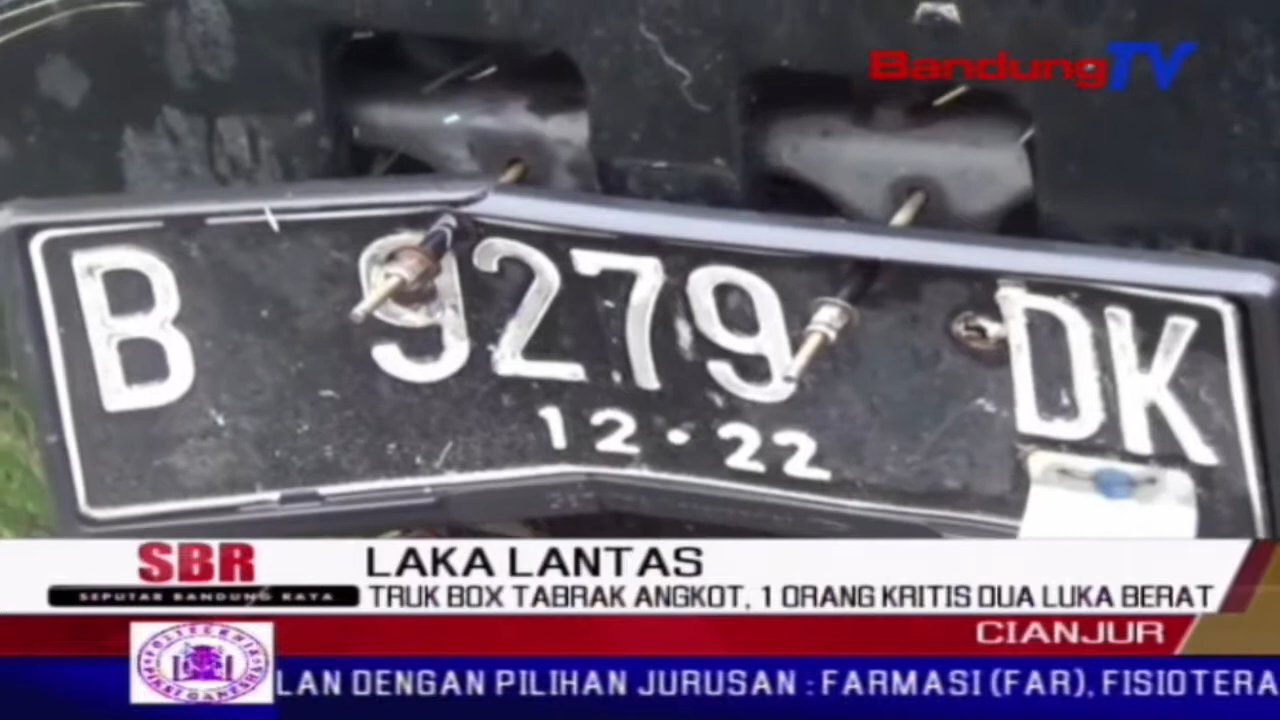 BandungTV
B 9279 DK
12·22
SBR
SEPUTAR BANDUNG RAYA
LAKA LANTAS
TRUK BOX TABRAK ANGKOT, 1 ORANG KRITIS DUA LUKA BERAT
CIANJUR
LAN DENGAN PILIHAN JURUSAN : FARMASI (FAR), FISIOTERA